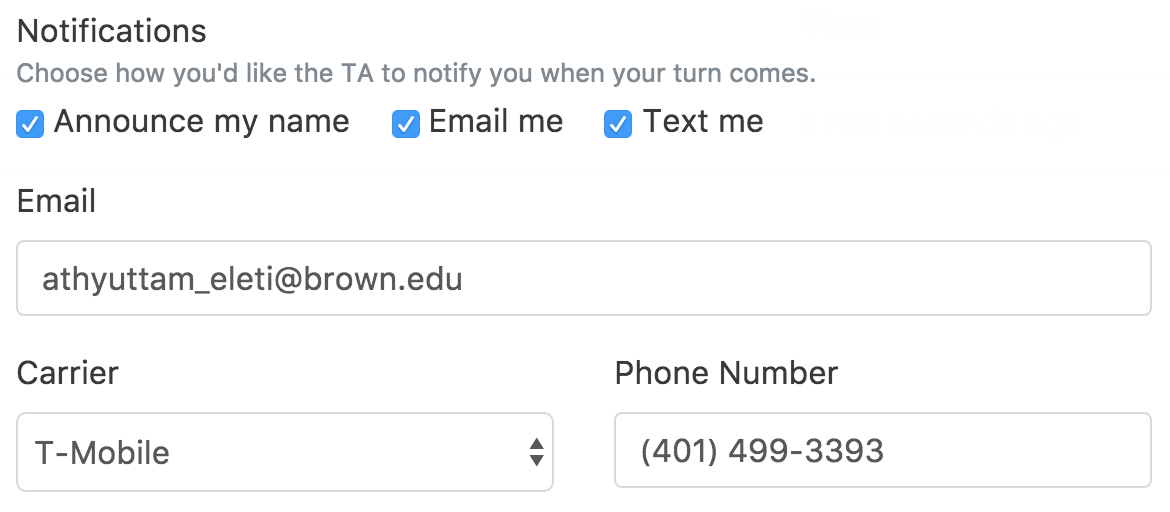 Notifications
Choose how you'd like the TA to notify you when your turn comes.
Announce my name Email me Text me
Email
athyuttam_eleti@brown.edu
Carrier Phone Number
T-Mobile (401) 499-3393